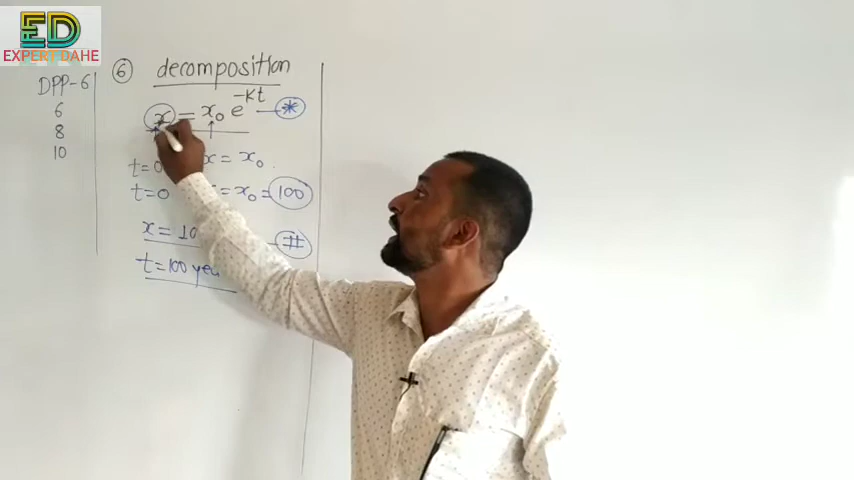 ED
EXPERT DAHE
DPP-6
6
8
10
⑥ decomposition
x = x₀ e^{-kt} — *
t=0 x = x₀.
t=0 = x₀ = 100
x = 10 — #
t=100